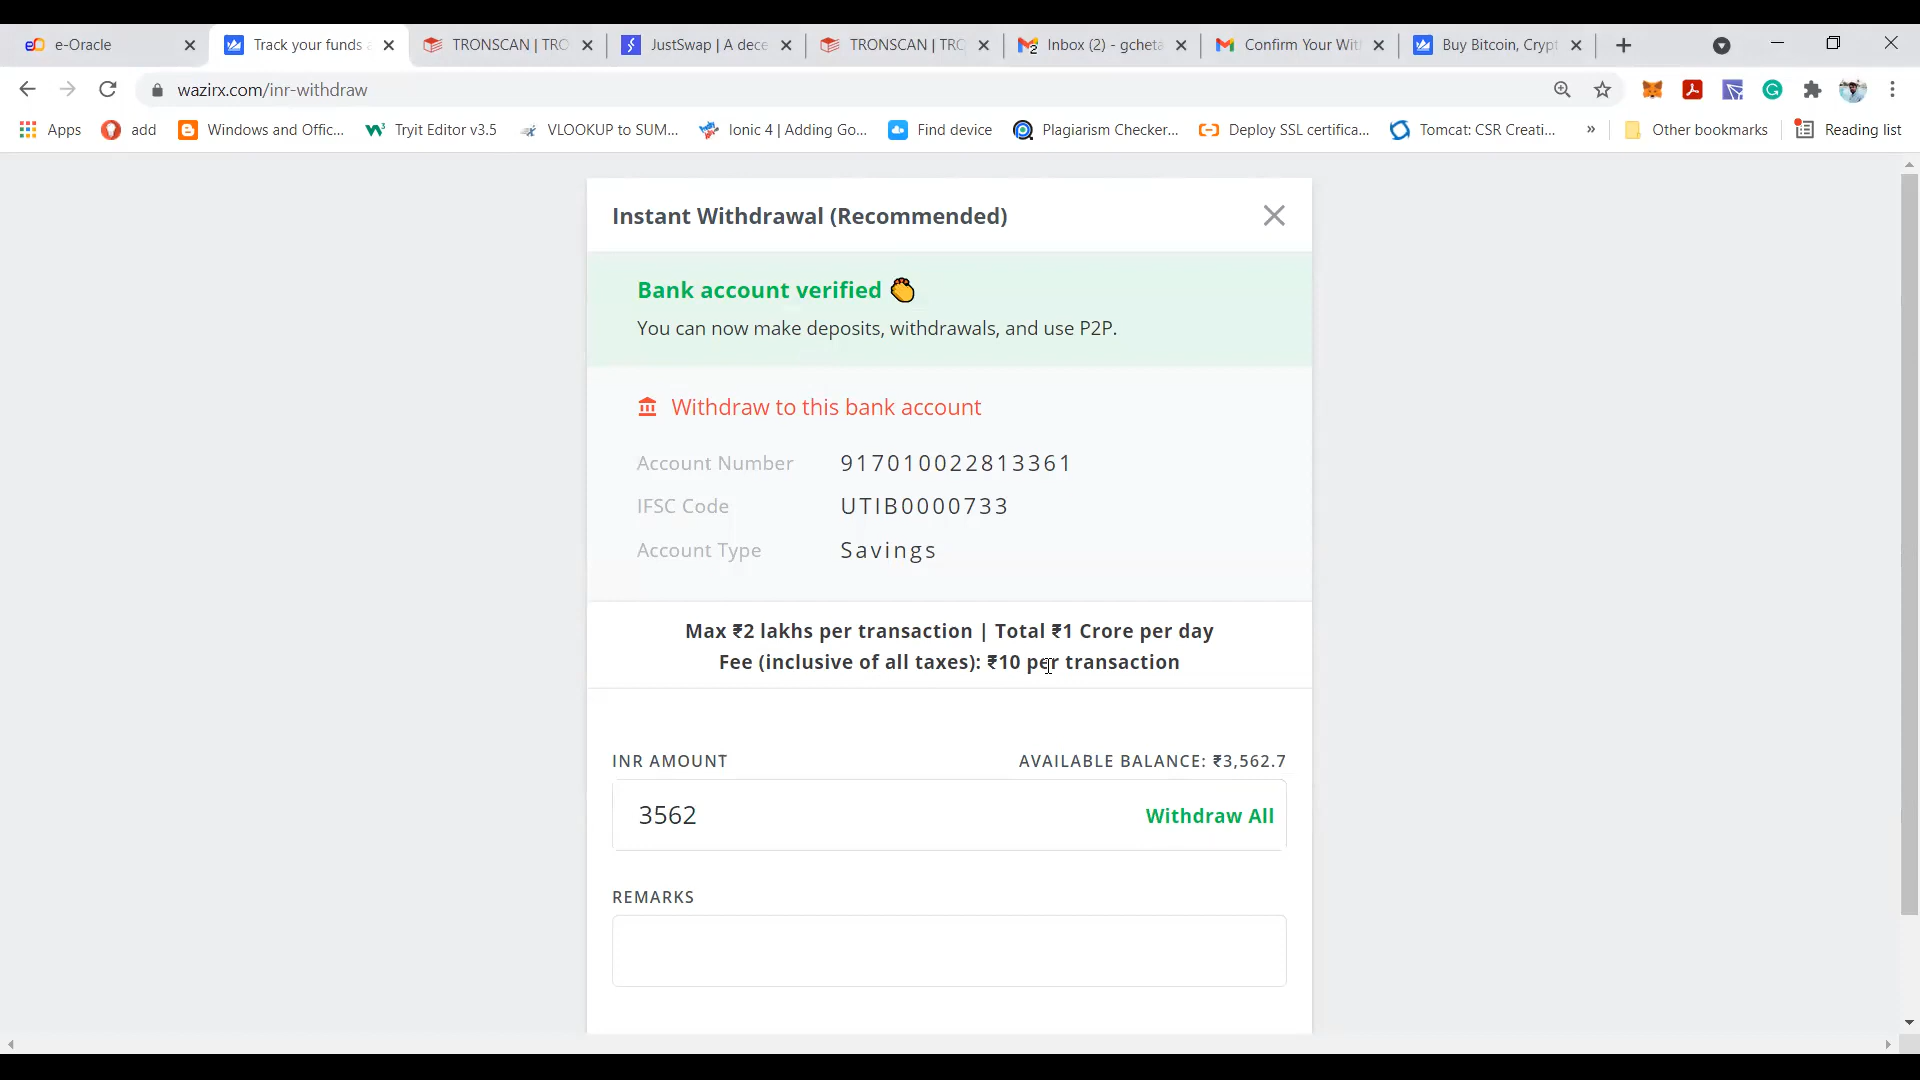 e-Oracle
Track your funds a
TRONSCAN | TRO
JustSwap | A dece
TRONSCAN | TRO
Inbox (2) - gcheta
Confirm Your Wit
Buy Bitcoin, Crypt
wazirx.com/inr-withdraw
Apps
add
Windows and Offic...
Tryit Editor v3.5
VLOOKUP to SUM...
Ionic 4 | Adding Go...
Find device
Plagiarism Checker...
Deploy SSL certifica...
Tomcat: CSR Creati...
»
Other bookmarks
Reading list
Instant Withdrawal (Recommended)
Bank account verified
You can now make deposits, withdrawals, and use P2P.
Withdraw to this bank account
Account Number 917010022813361
IFSC Code UTIB0000733
Account Type Savings
Max ₹2 lakhs per transaction | Total ₹1 Crore per day
Fee (inclusive of all taxes): ₹10 per transaction
INR AMOUNT AVAILABLE BALANCE: ₹3,562.7
3562 Withdraw All
REMARKS